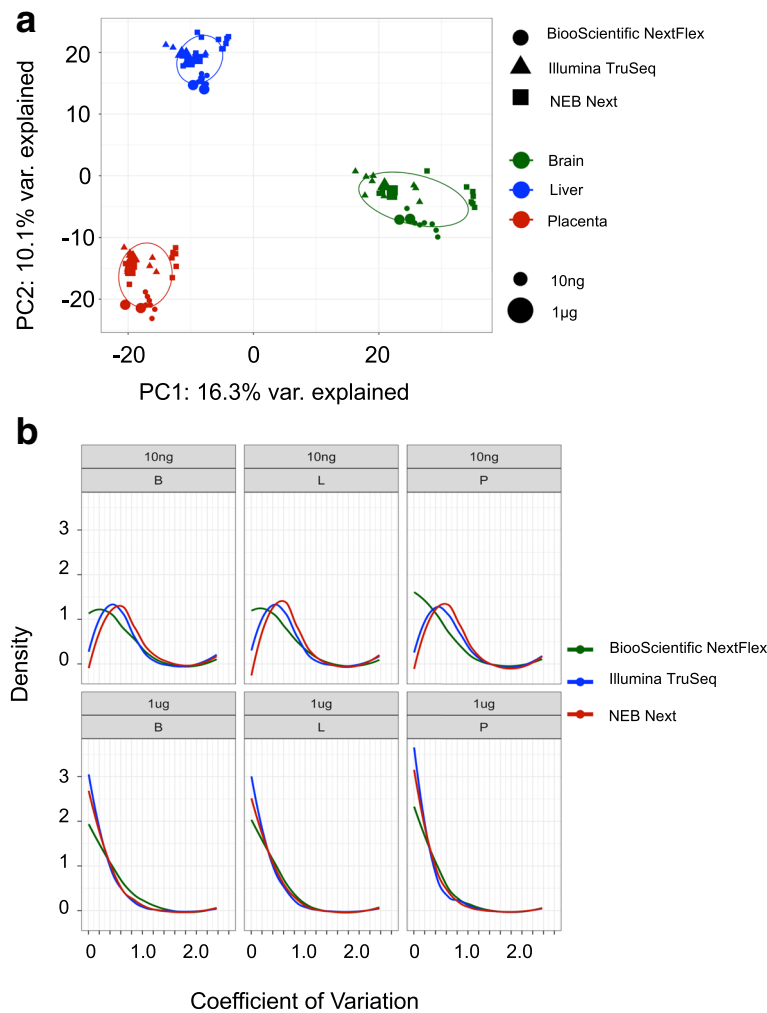 a
PC2: 10.1% var. explained
20
10
0
-10
-20
-20 0 20
PC1: 16.3% var. explained
BiooScientific NextFlex
Illumina TruSeq
NEB Next
Brain
Liver
Placenta
10ng
1µg
b
10ng 10ng 10ng
B L P
3
2
1
0
1ug 1ug 1ug
B L P
3
2
1
0
0 1.0 2.0 0 1.0 2.0 0 1.0 2.0
Density
Coefficient of Variation
BiooScientific NextFlex
Illumina TruSeq
NEB Next